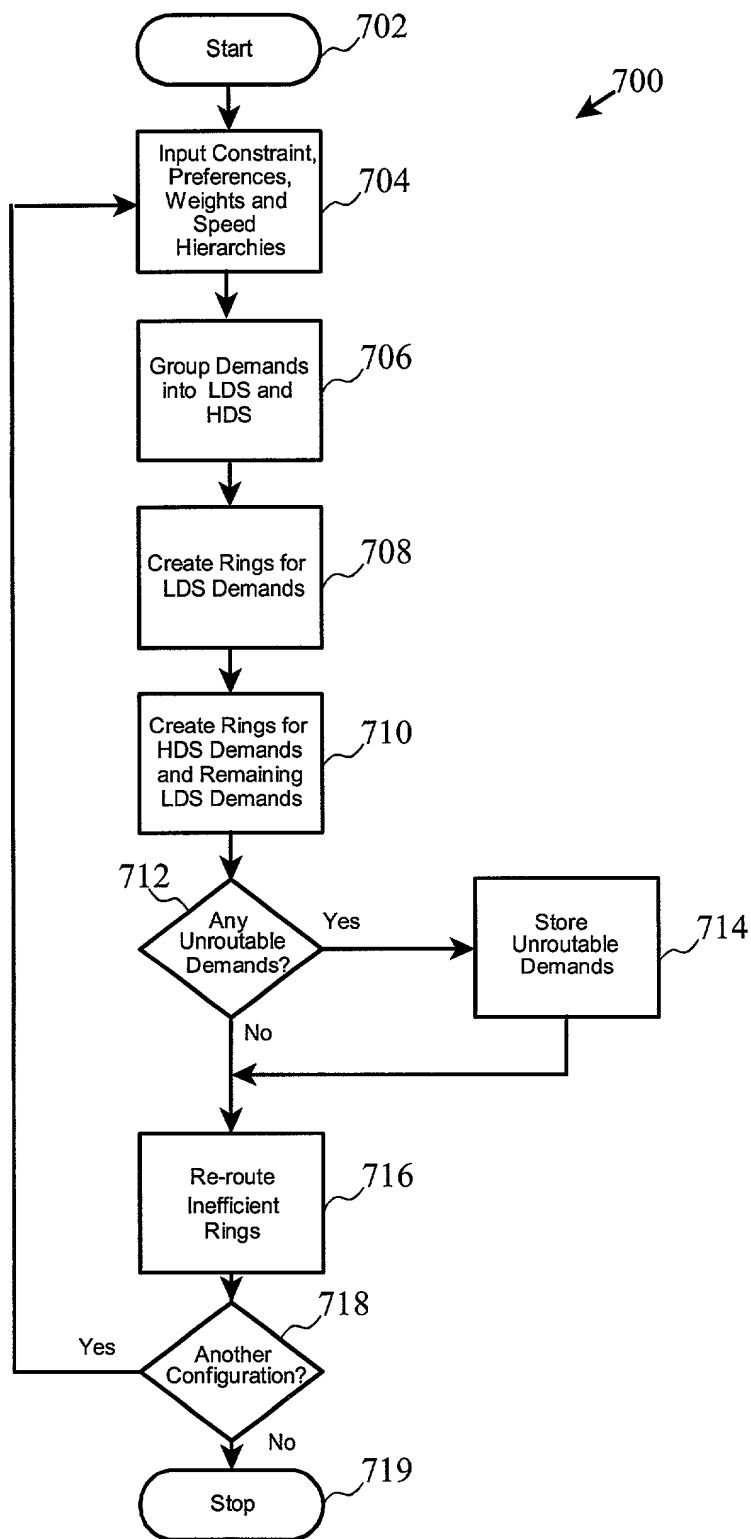 Start
702
700
Input Constraint,
Preferences,
Weights and
Speed
Hierarchies
704
Group Demands
into LDS and
HDS
706
Create Rings for
LDS Demands
708
Create Rings for
HDS Demands
and Remaining
LDS Demands
710
712
Any
Unroutable
Demands?
Yes
No
Store
Unroutable
Demands
714
Re-route
Inefficient
Rings
716
718
Another
Configuration?
Yes
No
Stop
719